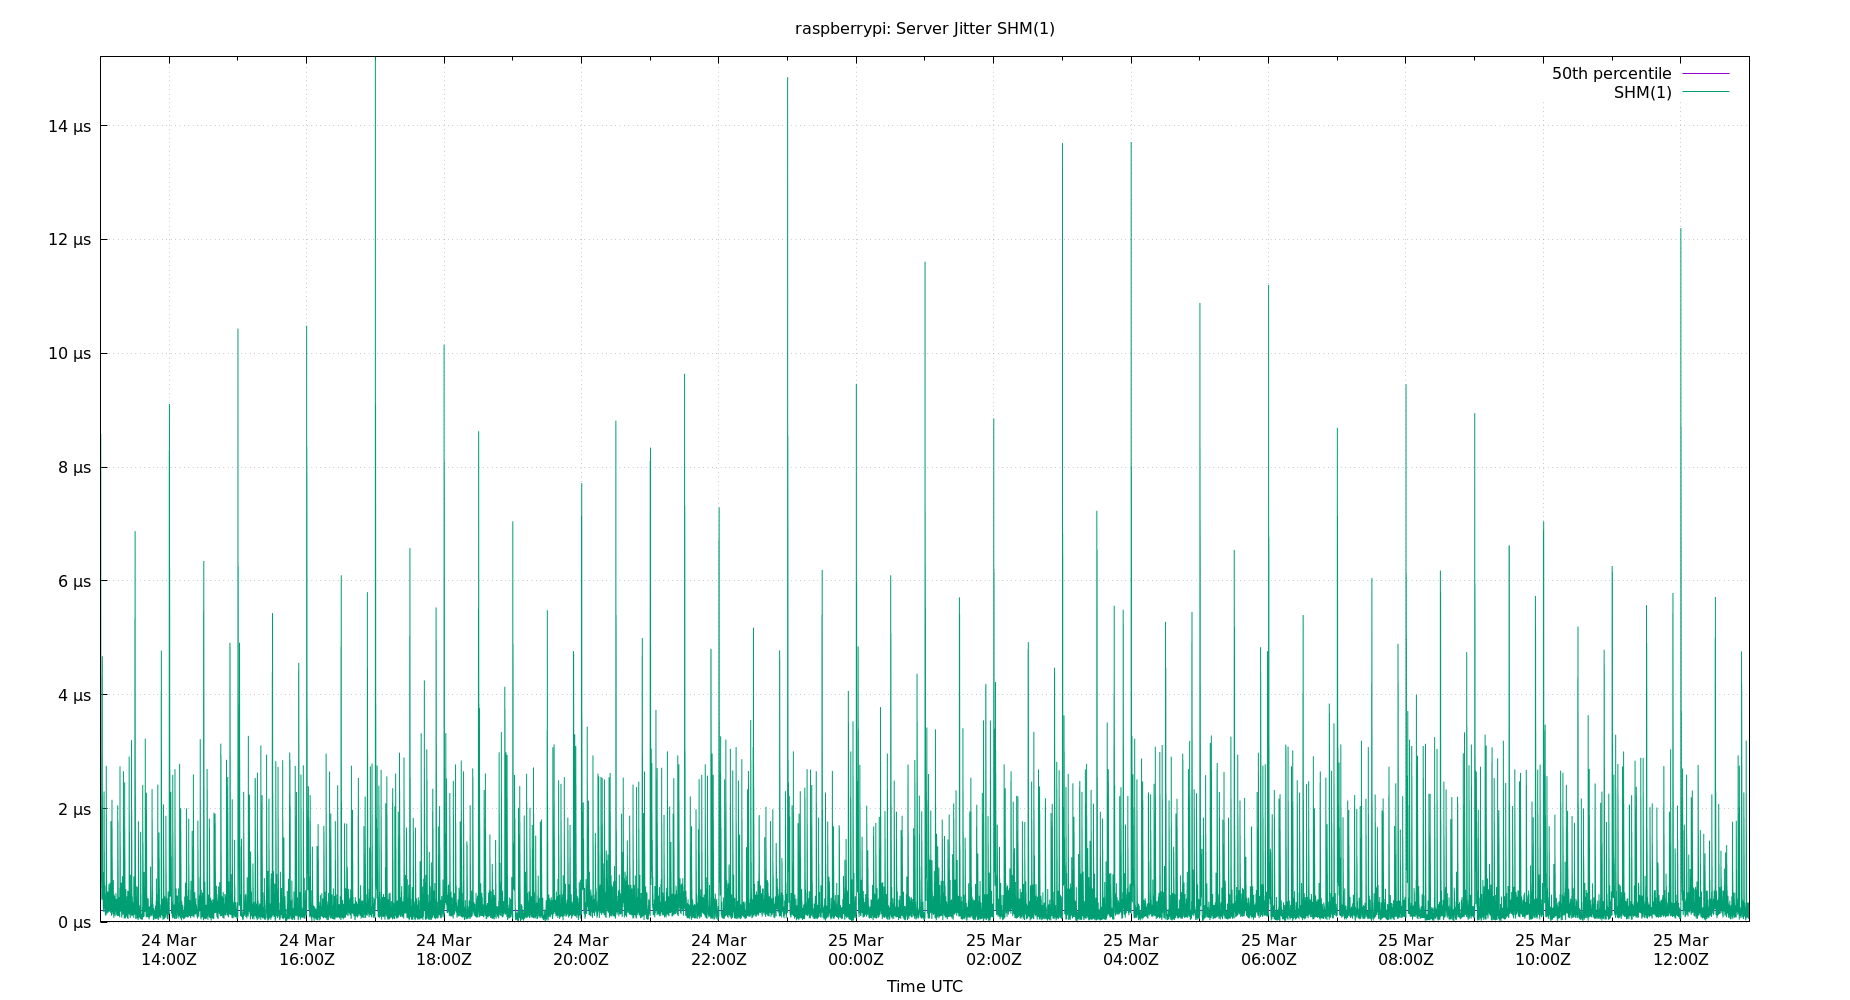 raspberrypi: Server Jitter SHM(1)
50th percentile
SHM(1)
14 µs
12 µs
10 µs
8 µs
6 µs
4 µs
2 µs
0 µs
24 Mar 24 Mar 24 Mar 24 Mar 24 Mar 25 Mar 25 Mar 25 Mar 25 Mar 25 Mar 25 Mar 25 Mar
14:00Z 16:00Z 18:00Z 20:00Z 22:00Z 00:00Z 02:00Z 04:00Z 06:00Z 08:00Z 10:00Z 12:00Z
Time UTC